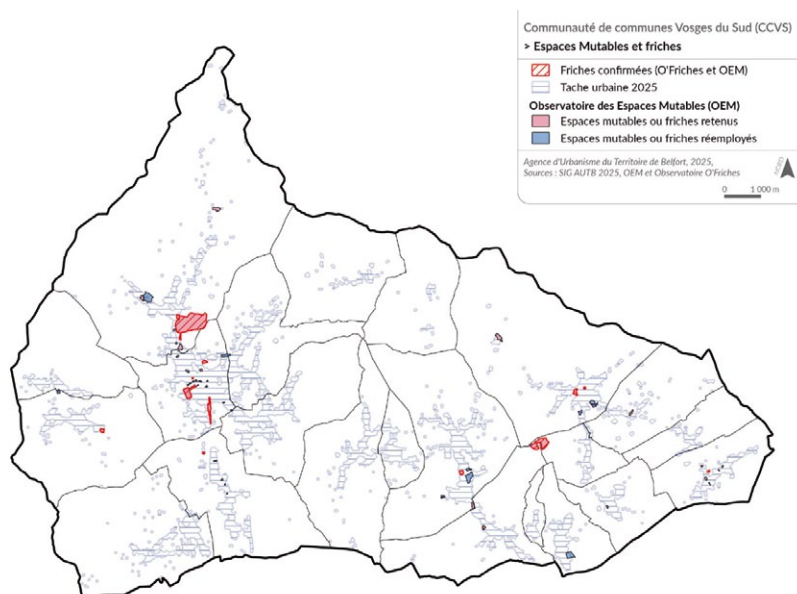 Communauté de communes Vosges du Sud (CCVS)
> Espaces Mutables et friches
Friches confirmées (O'Friches et OEM)
Tache urbaine 2025
Observatoire des Espaces Mutables (OEM)
Espaces mutables ou friches retenus
Espaces mutables ou friches réemployés
Agence d'Urbanisme du Territoire de Belfort, 2025,
Sources : SIG AUTB 2025, OEM et Observatoire O'Friches
0 1 000 m